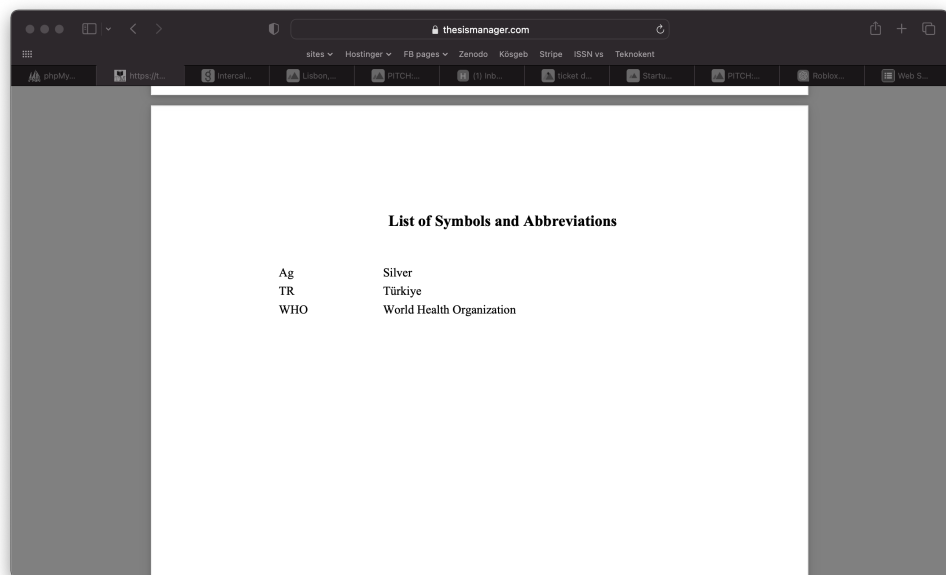 thesismanager.com
sites Hostinger FB pages Zenodo Kösgeb Stripe ISSN vs Teknokent
phpMy... https://t... Intercal... Lisbon,... PITCH:... (1) Inb... ticket d... Startu... PITCH:... Roblox... Web S...
List of Symbols and Abbreviations
Ag Silver
TR Türkiye
WHO World Health Organization